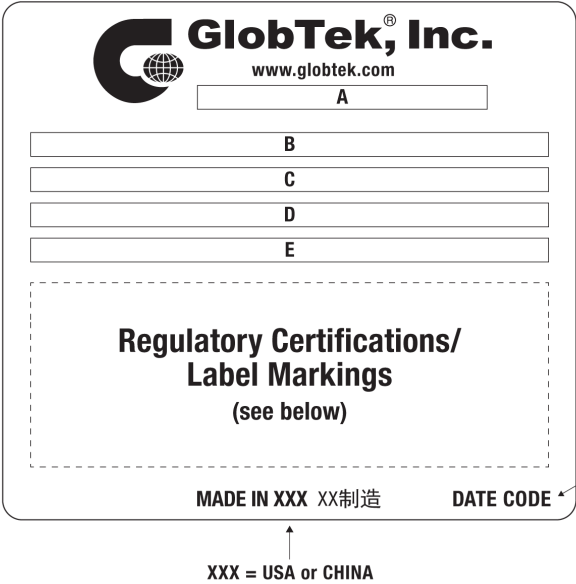 GlobTek®, Inc.
www.globtek.com
A
B
C
D
E
Regulatory Certifications/
Label Markings
(see below)
MADE IN XXX XX制造 DATE CODE
XXX = USA or CHINA